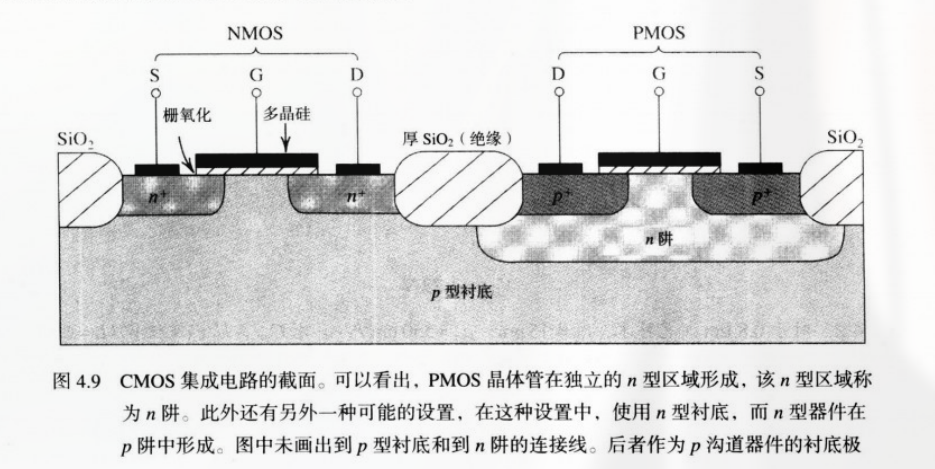 NMOS
PMOS
S G D
D G S
栅氧化 多晶硅
SiO₂ 厚 SiO₂（绝缘） SiO₂
n⁺ n⁺ p⁺ p⁺
n 阱
p 型衬底
图 4.9 CMOS 集成电路的截面。可以看出，PMOS 晶体管在独立的 n 型区域形成，该 n 型区域称
为 n 阱。此外还有另外一种可能的设置，在这种设置中，使用 n 型衬底，而 n 型器件在
p 阱中形成。图中未画出到 p 型衬底和到 n 阱的连接线。后者作为 p 沟道器件的衬底极